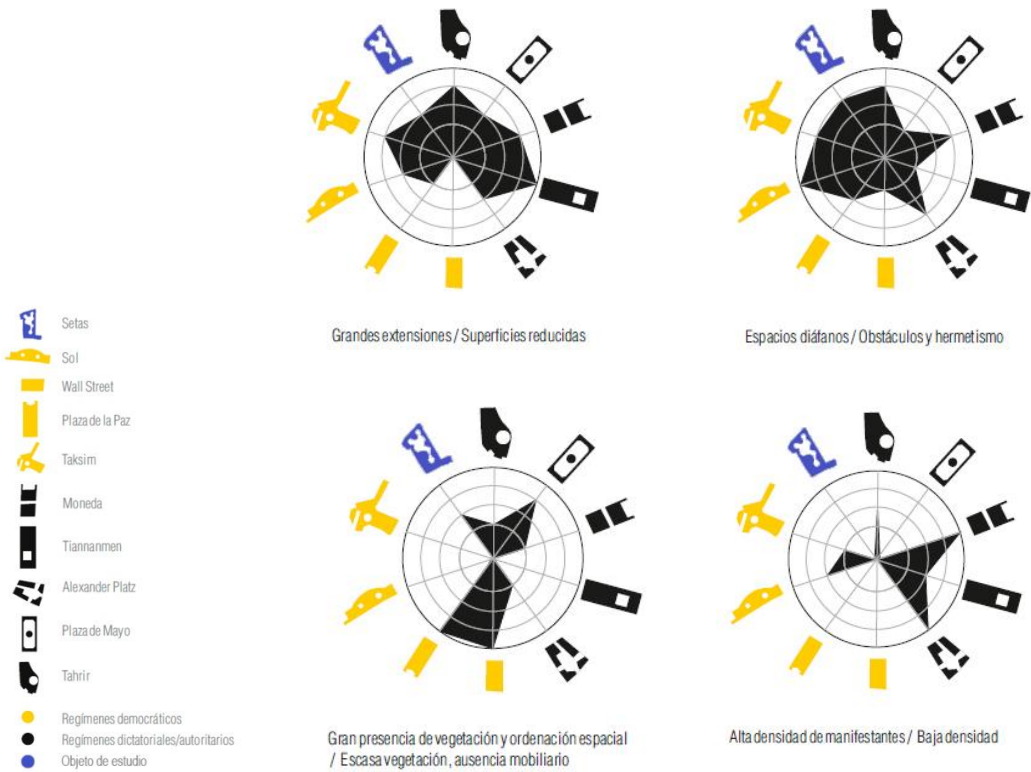 Grandes extensiones / Superficies reducidas
Espacios diáfanos / Obstáculos y hermetismo
Setas
Sol
Wall Street
Plaza de la Paz
Taksim
Moneda
Tiannanmen
Alexander Platz
Plaza de Mayo
Tahrir
Regímenes democráticos
Regímenes dictatoriales/autoritarios
Objeto de estudio
Gran presencia de vegetación y ordenación espacial
/ Escasa vegetación, ausencia mobiliario
Alta densidad de manifestantes / Baja densidad